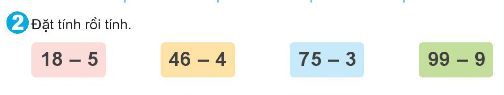 2 Đặt tính rồi tính.
18 – 5 46 – 4 75 – 3 99 – 9